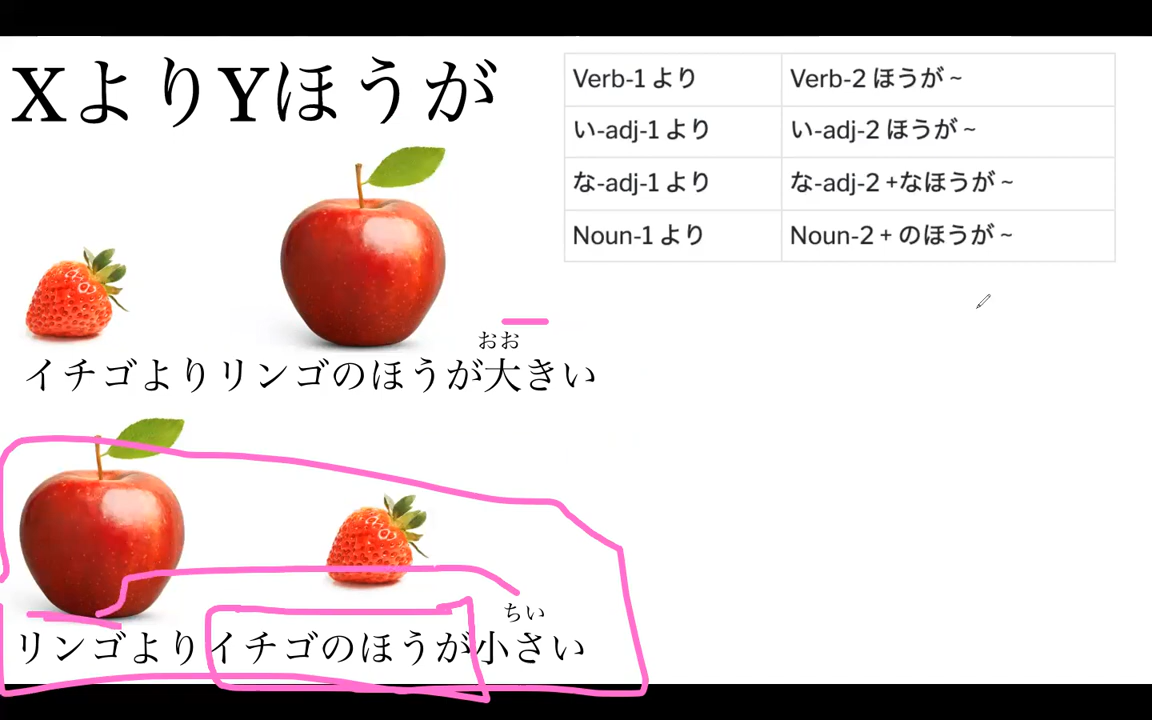 XよりYほうが
Verb-1 より Verb-2 ほうが ~
い-adj-1 より い-adj-2 ほうが ~
な-adj-1 より な-adj-2 +なほうが ~
Noun-1 より Noun-2 + のほうが ~
おお
イチゴよりリンゴのほうが大きい
ちい
リンゴよりイチゴのほうが小さい